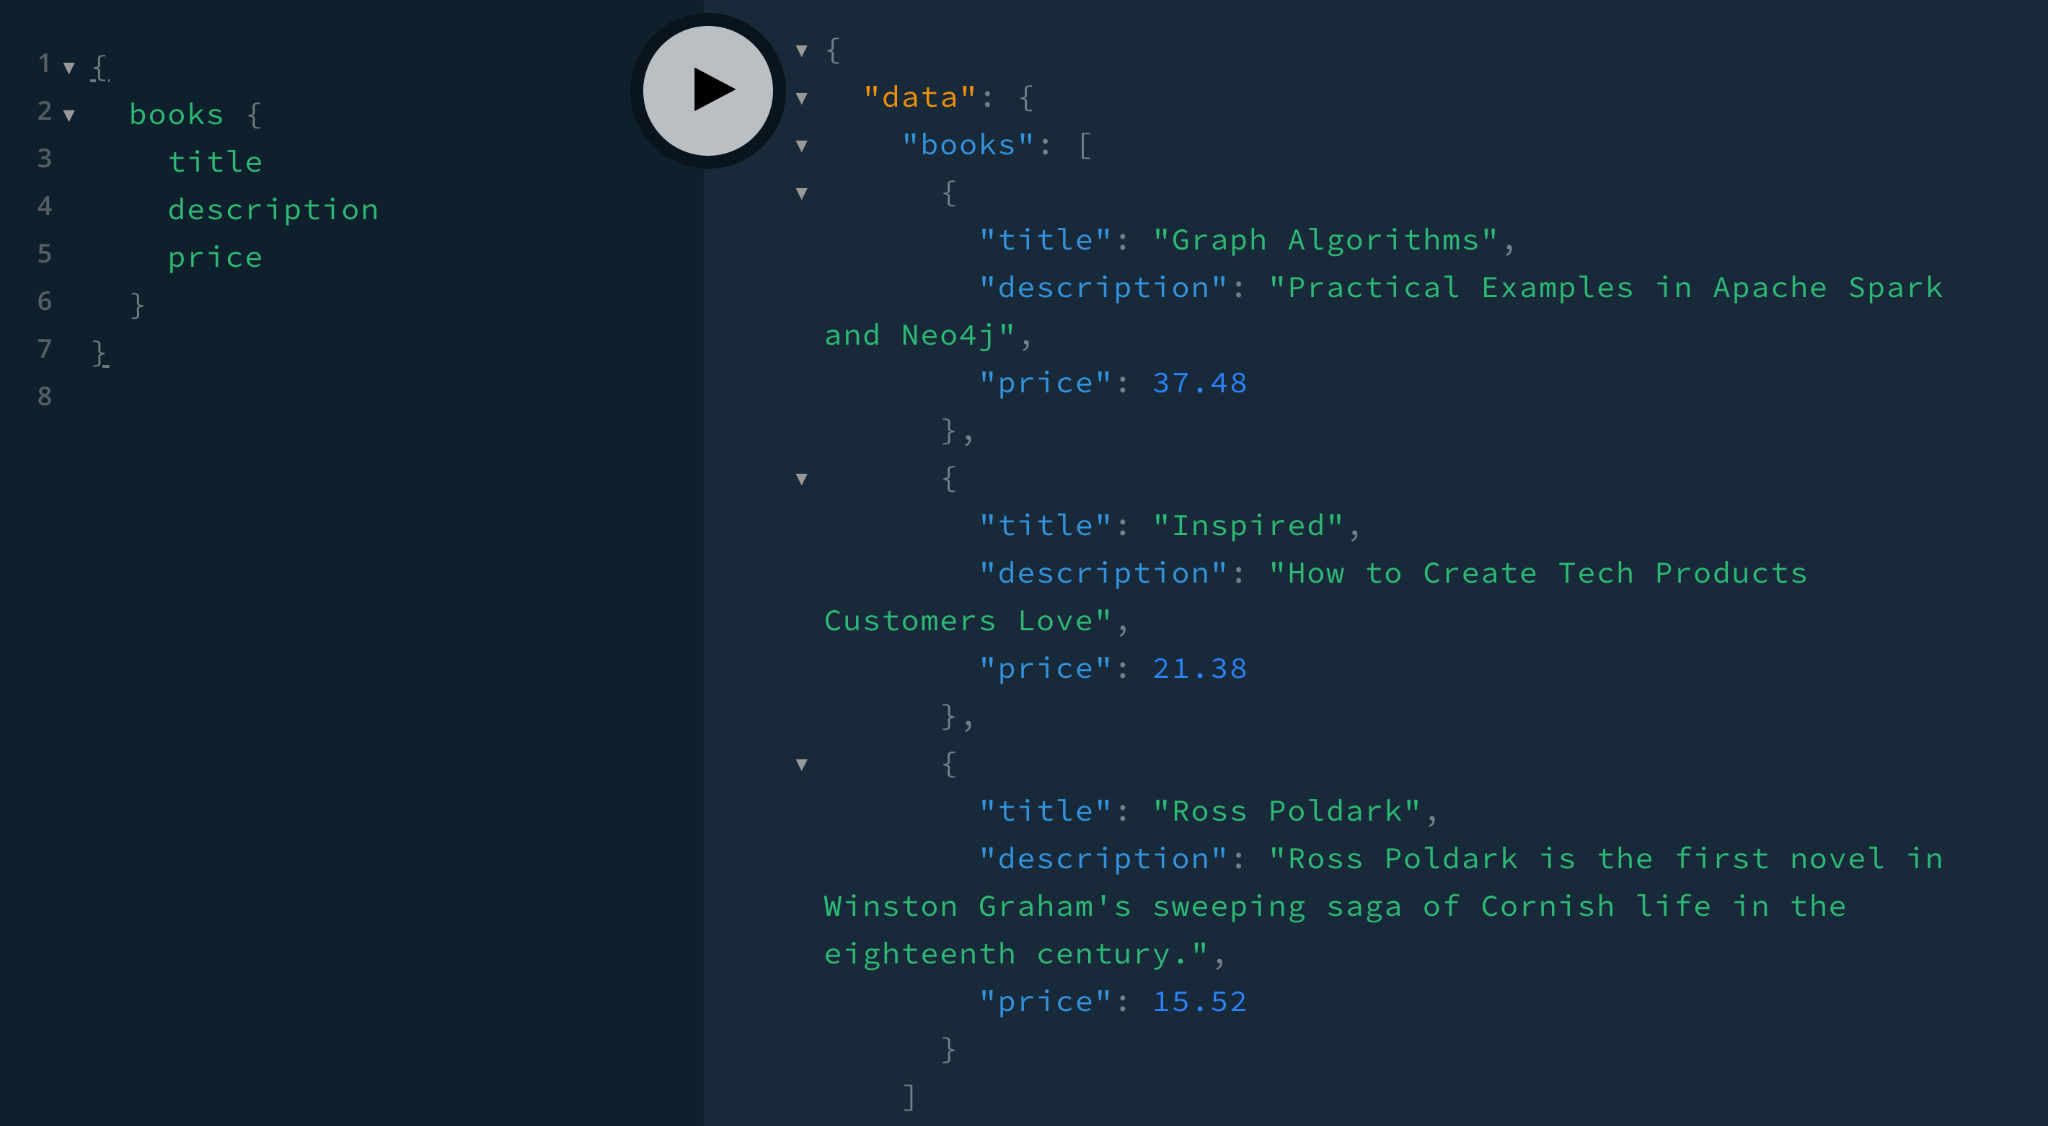 1 {
2 books {
3 title
4 description
5 price
6 }
7 }
8
{
"data": {
"books": [
{
"title": "Graph Algorithms",
"description": "Practical Examples in Apache Spark
and Neo4j",
"price": 37.48
},
{
"title": "Inspired",
"description": "How to Create Tech Products
Customers Love",
"price": 21.38
},
{
"title": "Ross Poldark",
"description": "Ross Poldark is the first novel in
Winston Graham's sweeping saga of Cornish life in the
eighteenth century.",
"price": 15.52
}
]